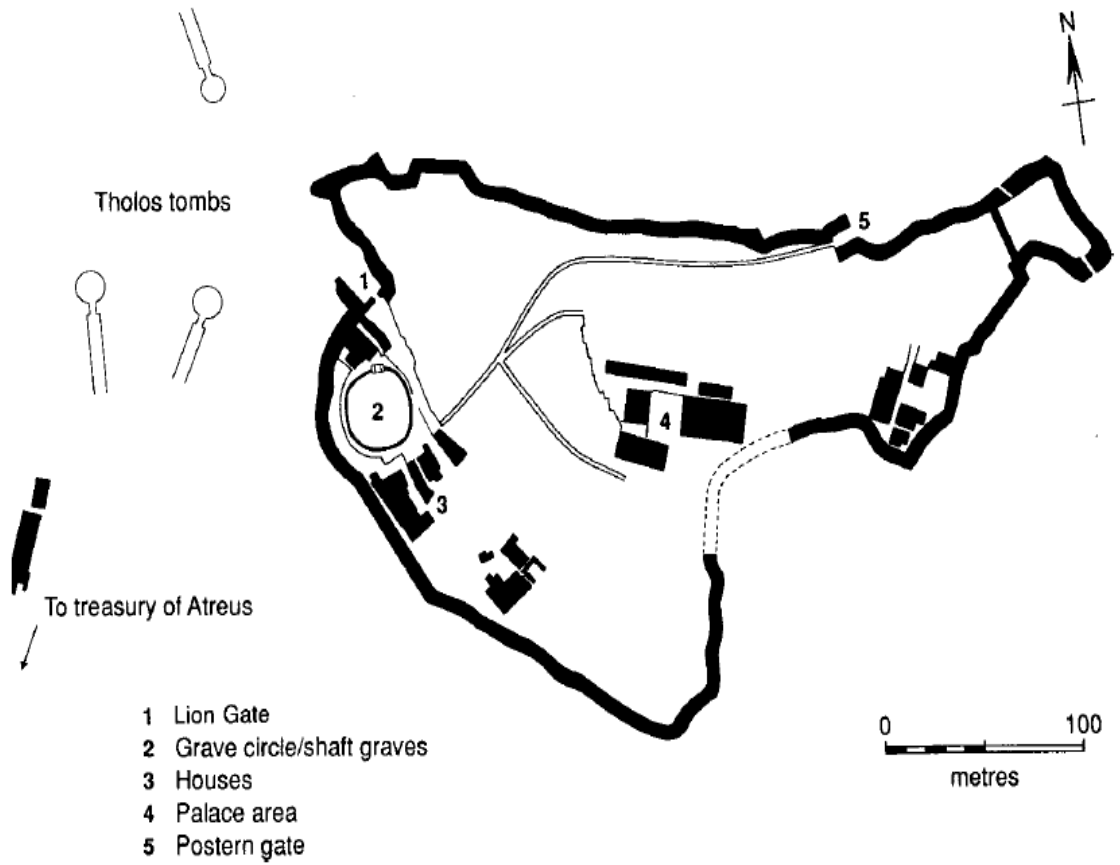 N
Tholos tombs
5
1
2
4
3
To treasury of Atreus
1 Lion Gate
2 Grave circle/shaft graves
3 Houses
4 Palace area
5 Postern gate
0 100
metres